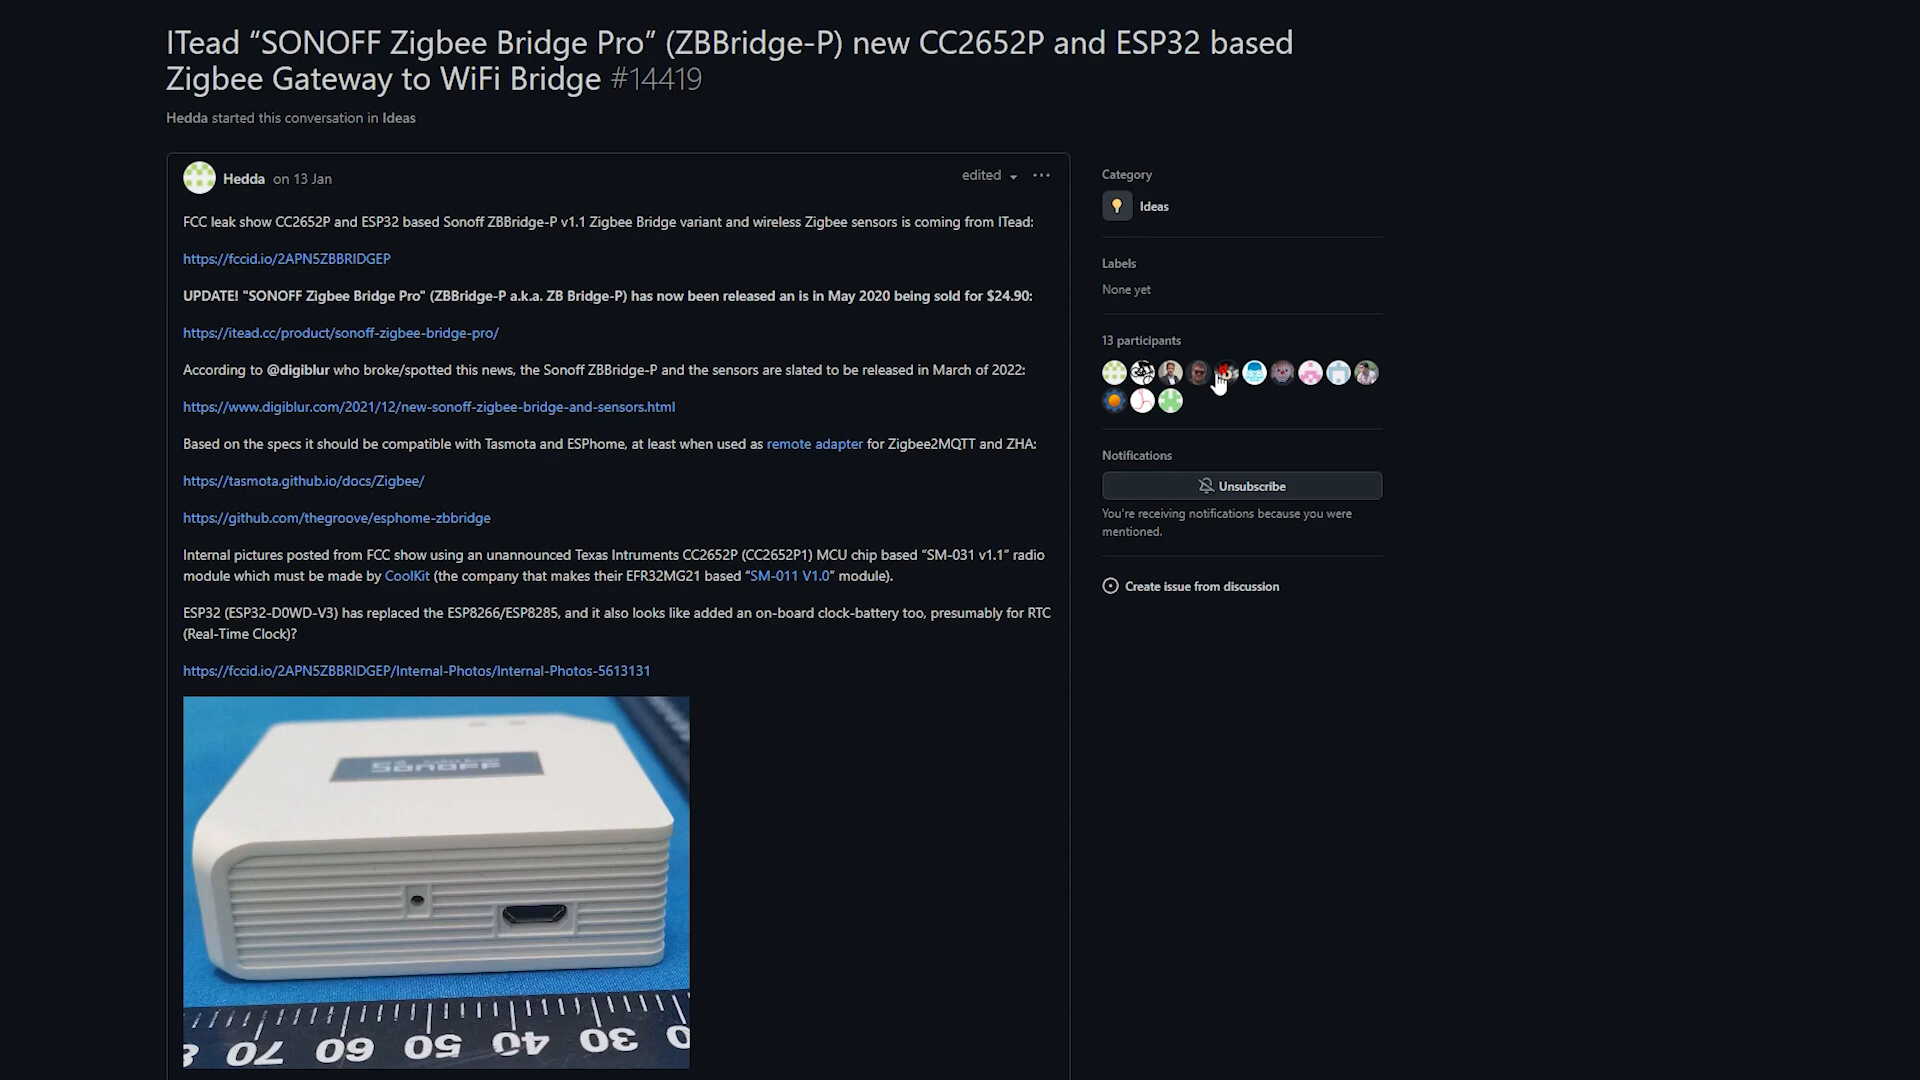 ITead “SONOFF Zigbee Bridge Pro” (ZBBridge-P) new CC2652P and ESP32 based
Zigbee Gateway to WiFi Bridge #14419
Hedda started this conversation in Ideas
Hedda on 13 Jan
edited
FCC leak show CC2652P and ESP32 based Sonoff ZBBridge-P v1.1 Zigbee Bridge variant and wireless Zigbee sensors is coming from ITead:
https://fccid.io/2APN5ZBBRIDGEP
UPDATE! "SONOFF Zigbee Bridge Pro" (ZBBridge-P a.k.a. ZB Bridge-P) has now been released an is in May 2020 being sold for $24.90:
https://itead.cc/product/sonoff-zigbee-bridge-pro/
According to @digiblur who broke/spotted this news, the Sonoff ZBBridge-P and the sensors are slated to be released in March of 2022:
https://www.digiblur.com/2021/12/new-sonoff-zigbee-bridge-and-sensors.html
Based on the specs it should be compatible with Tasmota and ESPhome, at least when used as remote adapter for Zigbee2MQTT and ZHA:
https://tasmota.github.io/docs/Zigbee/
https://github.com/thegroove/esphome-zbbridge
Internal pictures posted from FCC show using an unannounced Texas Intruments CC2652P (CC2652P1) MCU chip based “SM-031 v1.1” radio
module which must be made by CoolKit (the company that makes their EFR32MG21 based “SM-011 V1.0” module).
ESP32 (ESP32-D0WD-V3) has replaced the ESP8266/ESP8285, and it also looks like added an on-board clock-battery too, presumably for RTC
(Real-Time Clock)?
https://fccid.io/2APN5ZBBRIDGEP/Internal-Photos/Internal-Photos-5613131
SONOFF
70 60 50 40 30
Category
Ideas
Labels
None yet
13 participants
Notifications
Unsubscribe
You're receiving notifications because you were
mentioned.
Create issue from discussion